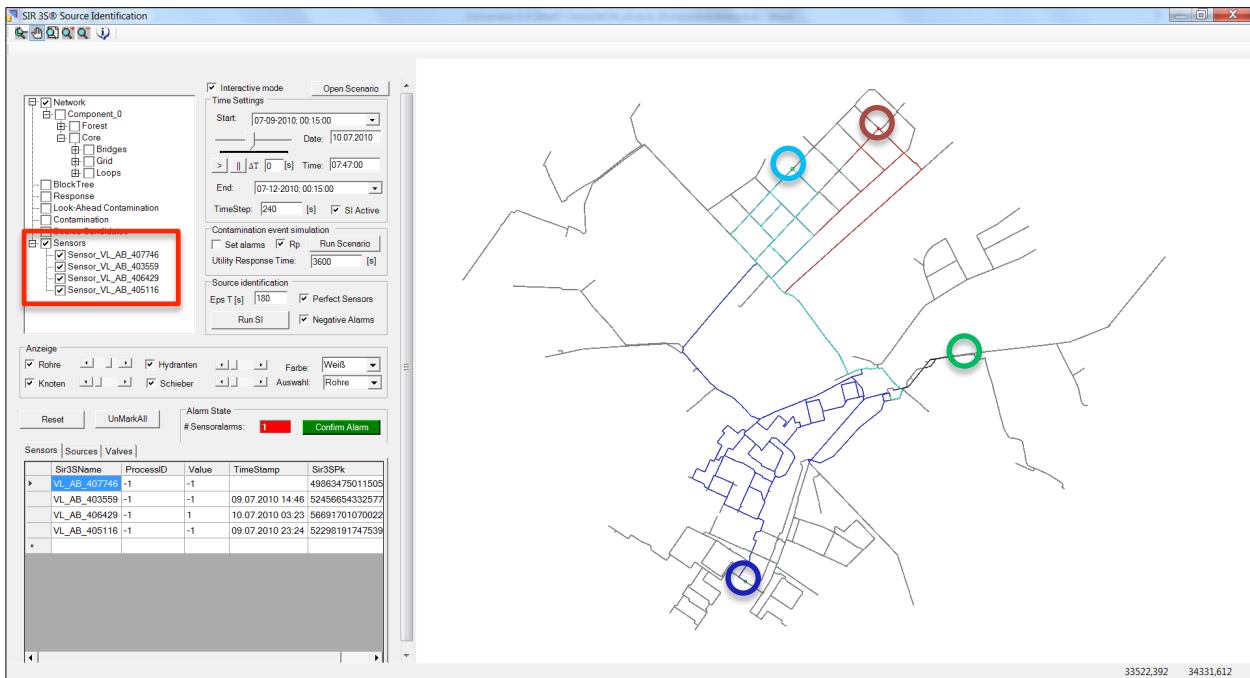 SIR 3S® Source Identification
Network
Component_0
Forest
Core
Bridges
Grid
Loops
BlockTree
Response
Look-Ahead Contamination
Contamination
Source Candidates
Sensors
Sensor_VL_AB_407746
Sensor_VL_AB_403559
Sensor_VL_AB_406429
Sensor_VL_AB_405116
Interactive mode Open Scenario
Time Settings
Start: 07-09-2010; 00:15:00
Date: 10.07.2010
> || ΔT 0 [s] Time: 07:47:00
End: 07-12-2010; 00:15:00
TimeStep: 240 [s] SI Active
Contamination event simulation
Set alarms Rp Run Scenario
Utility Response Time: 3600 [s]
Source identification
Eps T [s] 180 Perfect Sensors
Run SI Negative Alarms
Anzeige
Rohre Hydranten Farbe: Weiß
Knoten Schieber Auswahl: Rohre
Reset UnMarkAll
Alarm State
# Sensoralarms: 1 Confirm Alarm
Sensors Sources Valves
Sir3SName ProcessID Value TimeStamp Sir3SPk
VL_AB_407746 -1 -1 49863475011505
VL_AB_403559 -1 -1 09.07.2010 14:46 52456654332577
VL_AB_406429 -1 1 10.07.2010 03:23 56691701070022
VL_AB_405116 -1 -1 09.07.2010 23:24 52298191747539
33522,392 34331,612